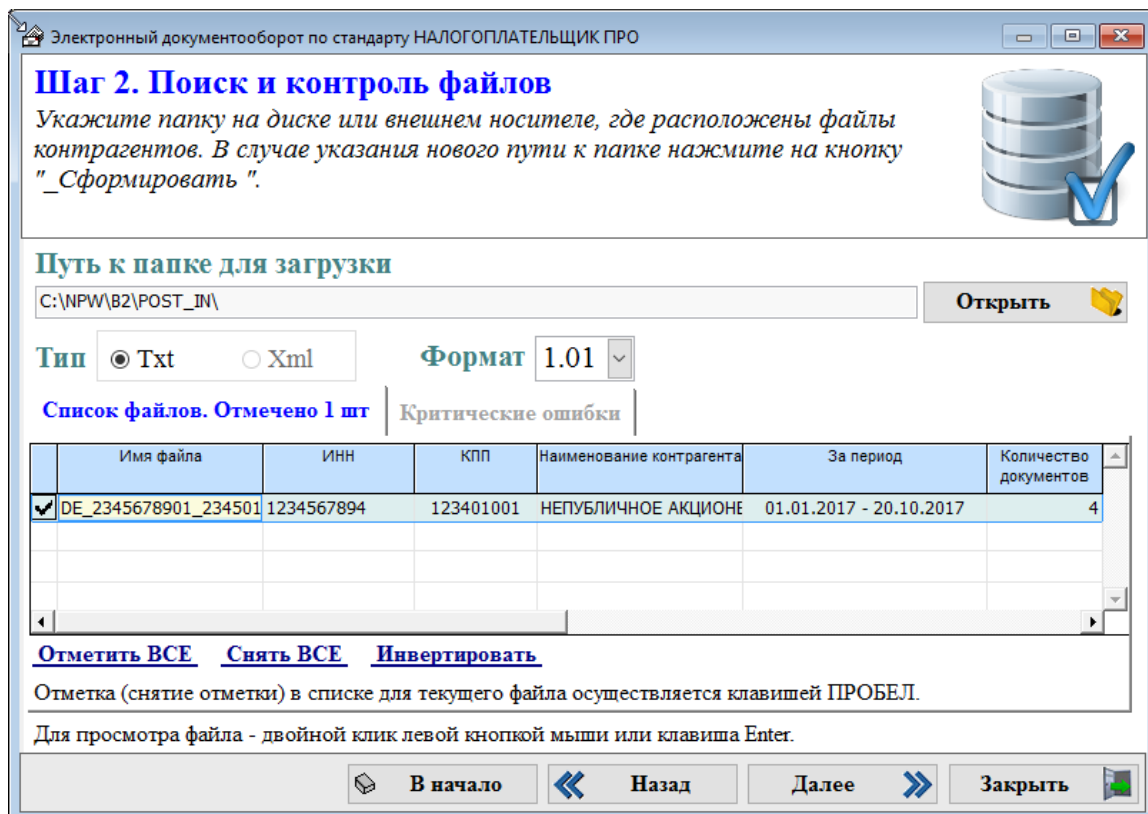 Электронный документооборот по стандарту НАЛОГОПЛАТЕЛЬЩИК ПРО
Шаг 2. Поиск и контроль файлов
Укажите папку на диске или внешнем носителе, где расположены файлы
контрагентов. В случае указания нового пути к папке нажмите на кнопку
"_Сформировать ".
Путь к папке для загрузки
C:\NPW\B2\POST_IN\ Открыть
Тип Txt Xml Формат 1.01
Список файлов. Отмечено 1 шт Критические ошибки
Имя файла ИНН КПП Наименование контрагента За период Количество
документов
DE_2345678901_234501 1234567894 123401001 НЕПУБЛИЧНОЕ АКЦИОНЕ 01.01.2017 - 20.10.2017 4
Отметить ВСЕ Снять ВСЕ Инвертировать
Отметка (снятие отметки) в списке для текущего файла осуществляется клавишей ПРОБЕЛ.
Для просмотра файла - двойной клик левой кнопкой мыши или клавиша Enter.
В начало Назад Далее Закрыть